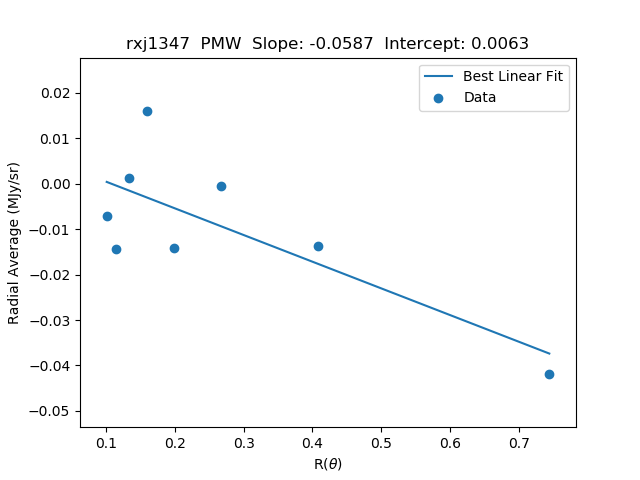 rxj1347  PMW  Slope: -0.0587  Intercept: 0.0063
Best Linear Fit
Data
0.02
0.01
0.00
−0.01
−0.02
−0.03
−0.04
−0.05
Radial Average (MJy/sr)
0.1 0.2 0.3 0.4 0.5 0.6 0.7
R(θ)